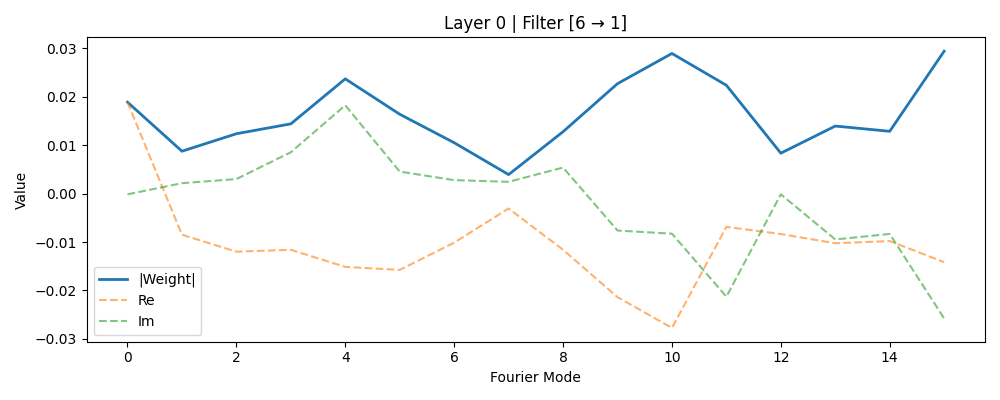 Layer 0 | Filter [6 → 1]
0.03
0.02
0.01
0.00
−0.01
−0.02
−0.03
Value
|Weight|
Re
Im
0 2 4 6 8 10 12 14
Fourier Mode